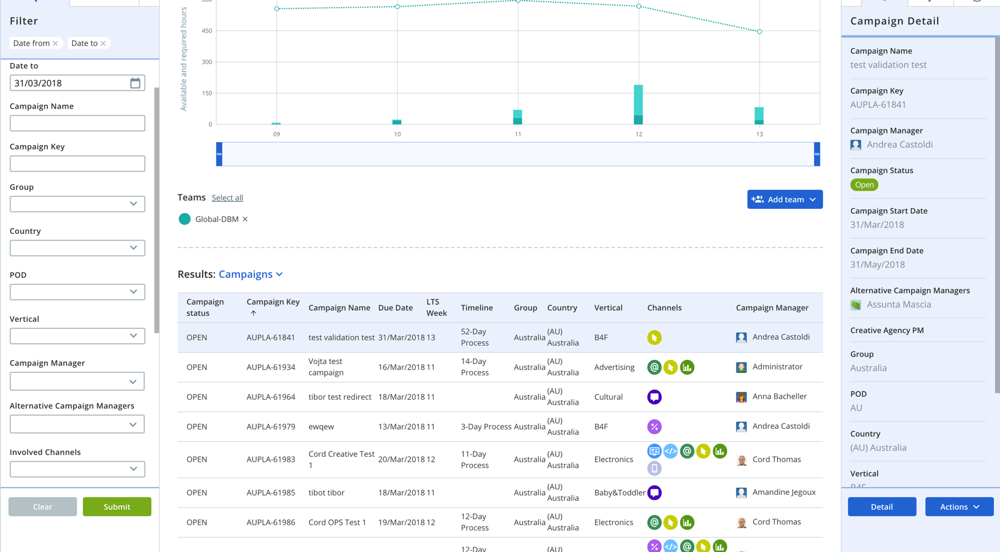 Filter
Date from
Date to
Date to
31/03/2018
Campaign Name
Campaign Key
Group
Country
POD
Vertical
Campaign Manager
Alternative Campaign Managers
Involved Channels
Clear
Submit
Available and required hours
450
300
150
0
09
10
11
12
13
Teams
Select all
Add team
Global-DBM
Results: Campaigns
Campaign status
Campaign Key
Campaign Name
Due Date
LTS Week
Timeline
Group
Country
Vertical
Channels
Campaign Manager
OPEN AUPLA-61841 test validation test 31/Mar/2018 13 52-Day Process Australia (AU) Australia B4F Andrea Castoldi
OPEN AUPLA-61934 Vojta test campaign 16/Mar/2018 11 14-Day Process Australia (AU) Australia Advertising @ Administrator
OPEN AUPLA-61964 tibor test redirect 18/Mar/2018 11 Australia (AU) Australia Cultural Anna Bacheller
OPEN AUPLA-61979 ewqew 13/Mar/2018 11 3-Day Process Australia (AU) Australia B4F % Andrea Castoldi
OPEN AUPLA-61983 Cord Creative Test 1 20/Mar/2018 12 11-Day Process Australia (AU) Australia Electronics </> @ Cord Thomas
OPEN AUPLA-61985 tibot tibor 18/Mar/2018 11 Australia (AU) Australia Baby&Toddler Amandine Jegoux
OPEN AUPLA-61986 Cord OPS Test 1 19/Mar/2018 12 12-Day Process Australia (AU) Australia Electronics @ Cord Thomas
12-Day (AU) % </> @
Campaign Detail
Campaign Name
test validation test
Campaign Key
AUPLA-61841
Campaign Manager
Andrea Castoldi
Campaign Status
Open
Campaign Start Date
31/Mar/2018
Campaign End Date
31/May/2018
Alternative Campaign Managers
Assunta Mascia
Creative Agency PM
Group
Australia
POD
AU
Country
(AU) Australia
Vertical
Detail
Actions